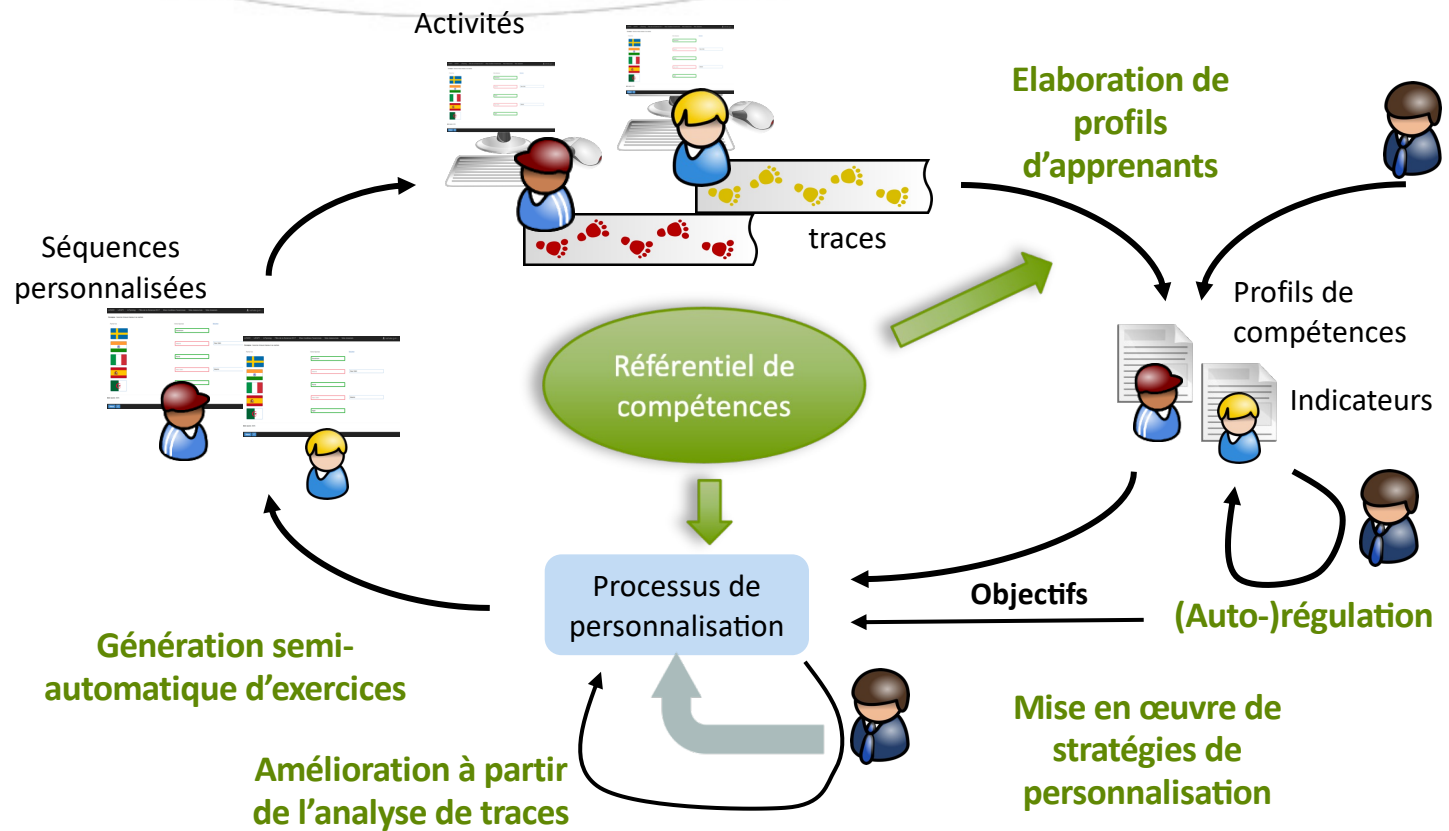 Activités
Elaboration de
profils
d'apprenants
traces
Séquences
personnalisées
Profils de
compétences
Indicateurs
Référentiel de
compétences
Processus de
personnalisation
Objectifs
(Auto-)régulation
Génération semi-
automatique d'exercices
Mise en œuvre de
stratégies de
personnalisation
Amélioration à partir
de l'analyse de traces